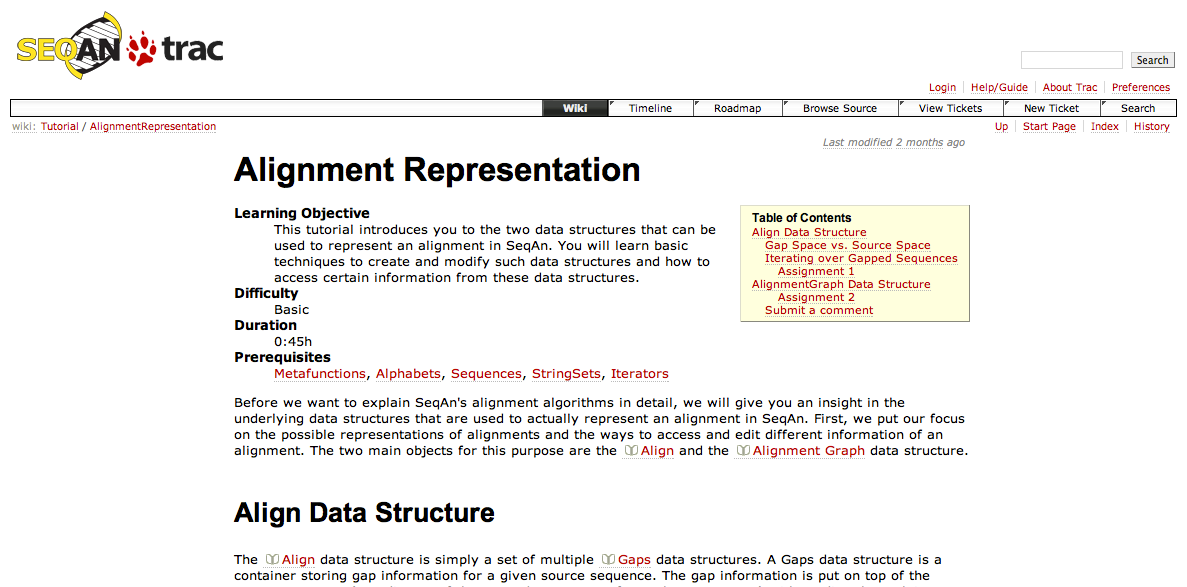 SEQAN trac
Search
Login Help/Guide About Trac Preferences
Wiki Timeline Roadmap Browse Source View Tickets New Ticket Search
wiki: Tutorial / AlignmentRepresentation
Up Start Page Index History
Last modified 2 months ago
Alignment Representation
Learning Objective
This tutorial introduces you to the two data structures that can be
used to represent an alignment in SeqAn. You will learn basic
techniques to create and modify such data structures and how to
access certain information from these data structures.
Difficulty
Basic
Duration
0:45h
Prerequisites
Metafunctions, Alphabets, Sequences, StringSets, Iterators
Table of Contents
Align Data Structure
Gap Space vs. Source Space
Iterating over Gapped Sequences
Assignment 1
AlignmentGraph Data Structure
Assignment 2
Submit a comment
Before we want to explain SeqAn's alignment algorithms in detail, we will give you an insight in the
underlying data structures that are used to actually represent an alignment in SeqAn. First, we put our focus
on the possible representations of alignments and the ways to access and edit different information of an
alignment. The two main objects for this purpose are the Align and the Alignment Graph data structure.
Align Data Structure
The Align data structure is simply a set of multiple Gaps data structures. A Gaps data structure is a
container storing gap information for a given source sequence. The gap information is put on top of the